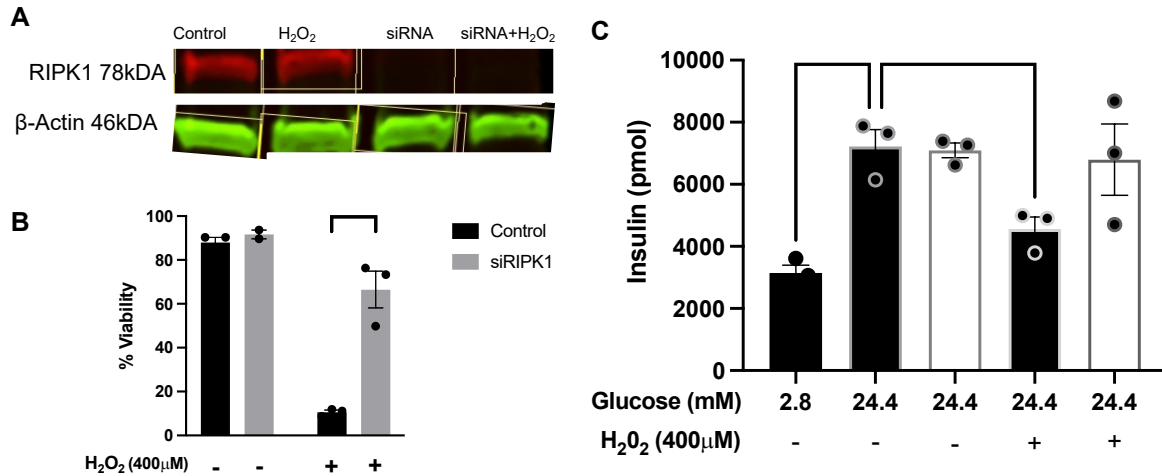 A
Control H₂O₂ siRNA siRNA+H₂O₂
RIPK1 78kDA
β-Actin 46kDA
B
100
80
60
40
20
0
% Viability
Control
siRIPK1
H₂O₂ (400μM) - - + +
C
10000
8000
6000
4000
2000
0
Insulin (pmol)
Glucose (mM) 2.8 24.4 24.4 24.4 24.4
H₂0₂ (400μM) - - - + +